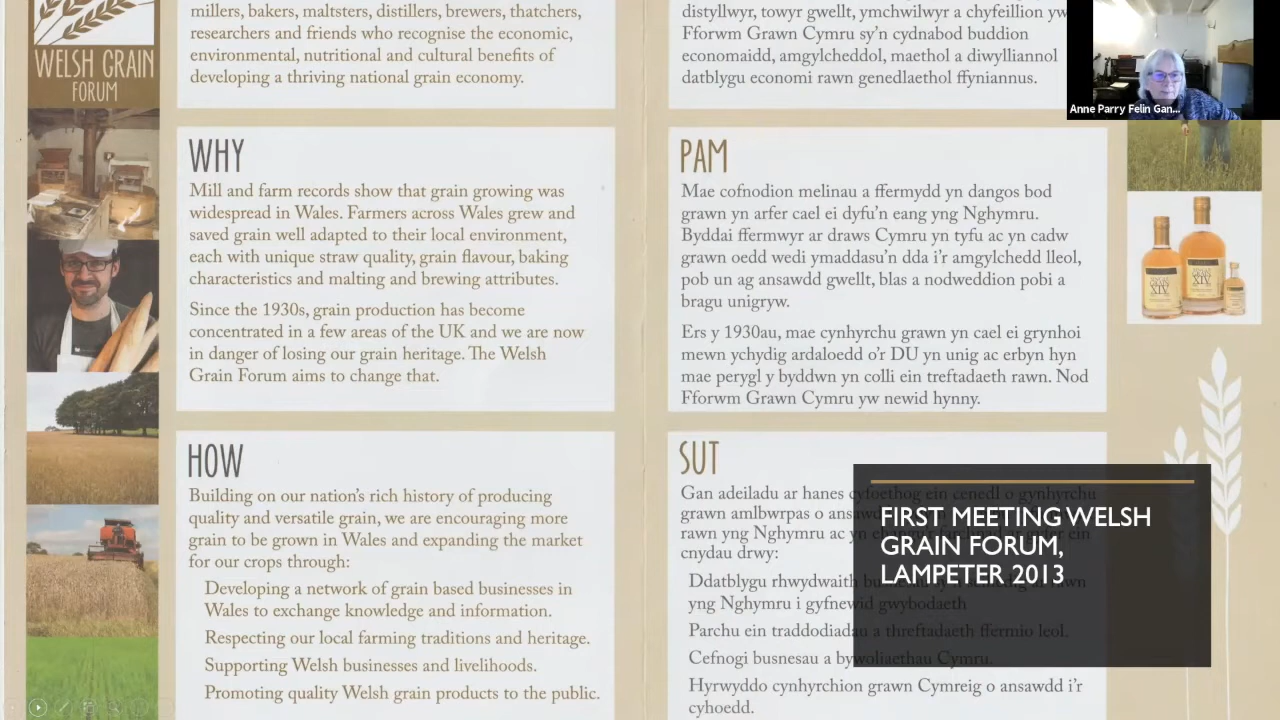 WELSH GRAIN
FORUM
millers, bakers, maltsters, distillers, brewers, thatchers,
researchers and friends who recognise the economic,
environmental, nutritional and cultural benefits of
developing a thriving national grain economy.
WHY
Mill and farm records show that grain growing was
widespread in Wales. Farmers across Wales grew and
saved grain well adapted to their local environment,
each with unique straw quality, grain flavour, baking
characteristics and malting and brewing attributes.
Since the 1930s, grain production has become
concentrated in a few areas of the UK and we are now
in danger of losing our grain heritage. The Welsh
Grain Forum aims to change that.
HOW
Building on our nation's rich history of producing
quality and versatile grain, we are encouraging more
grain to be grown in Wales and expanding the market
for our crops through:
Developing a network of grain based businesses in
Wales to exchange knowledge and information.
Respecting our local farming traditions and heritage.
Supporting Welsh businesses and livelihoods.
Promoting quality Welsh grain products to the public.
distyllwyr, towyr gwellt, ymchwilwyr a chyfeillion yw
Fforwm Grawn Cymru sy'n cydnabod buddion
economaidd, amgylcheddol, maethol a diwylliannol
datblygu economi rawn genedlaethol ffyniannus.
PAM
Mae cofnodion melinau a ffermydd yn dangos bod
grawn yn arfer cael ei dyfu'n eang yng Nghymru.
Byddai ffermwyr ar draws Cymru yn tyfu ac yn cadw
grawn oedd wedi ymaddasu'n dda i'r amgylchedd lleol,
pob un ag ansawdd gwellt, blas a nodweddion pobi a
bragu unigryw.
Ers y 1930au, mae cynhyrchu grawn yn cael ei grynhoi
mewn ychydig ardaloedd o'r DU yn unig ac erbyn hyn
mae perygl y byddwn yn colli ein treftadaeth rawn. Nod
Fforwm Grawn Cymru yw newid hynny.
SUT
Gan adeiladu ar hanes cyfoethog ein cenedl o gynhyrchu
grawn amlbwrpas o
rawn yng Nghymru ac yn
cnydau drwy:
Ddatblygu rhwydwaith
yng Nghymru i gyfnewid gwybodaeth
Parchu ein traddodiadau a threftadaeth ffermio leol.
Cefnogi busnesau a bywoliaethau Cymru.
Hyrwyddo cynhyrchion grawn Cymreig o ansawdd i'r
cyhoedd.
Anne Parry Felin Gan...
FIRST MEETING WELSH
GRAIN FORUM,
LAMPETER 2013